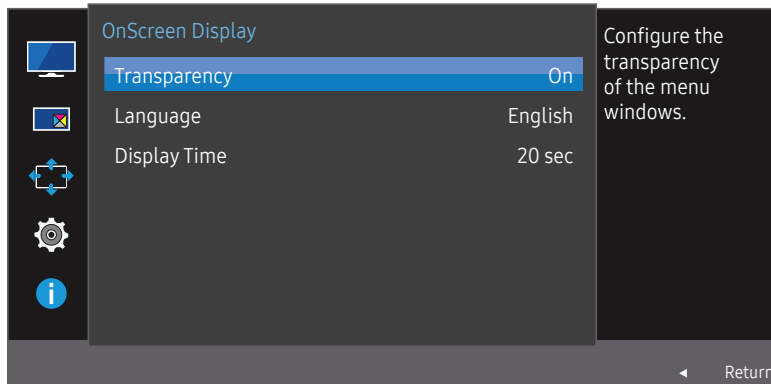 OnScreen Display
Transparency On
Language English
Display Time 20 sec
Configure the
transparency
of the menu
windows.
i
Return